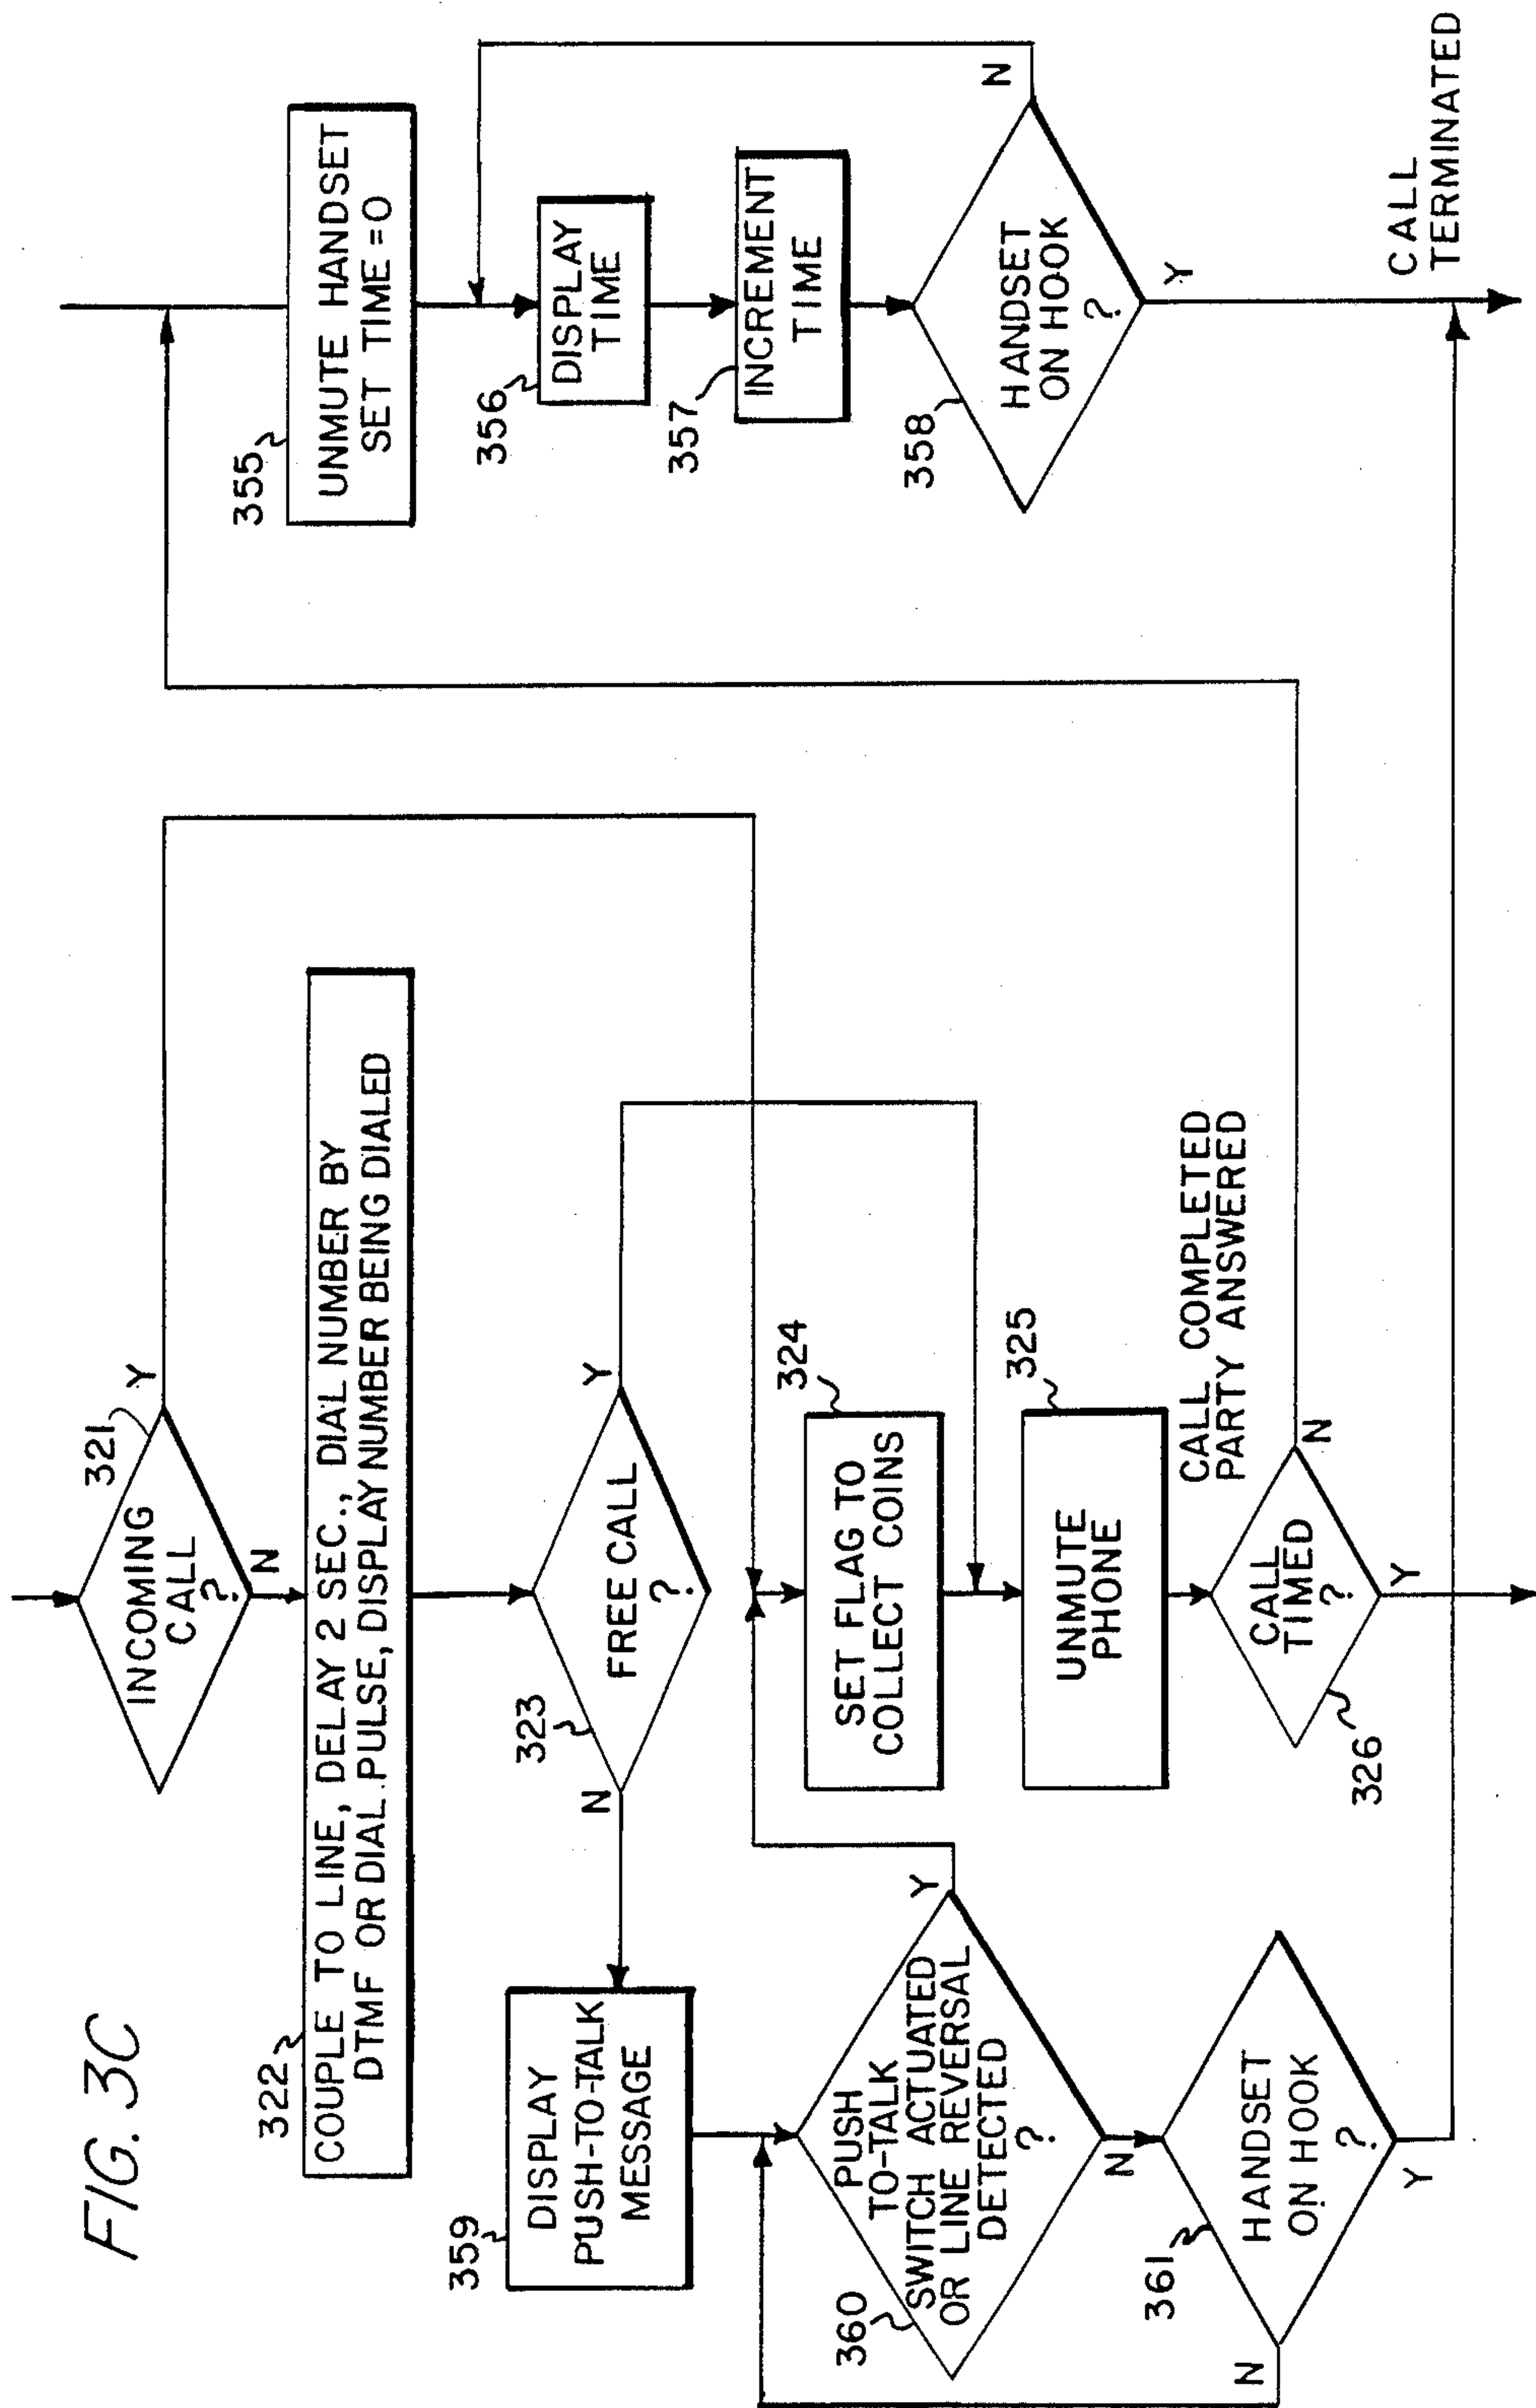 FIG. 3C
321
INCOMING
CALL
?
Y
N
322
COUPLE TO LINE, DELAY 2 SEC., DIAL NUMBER BY
DTMF OR DIAL PULSE, DISPLAY NUMBER BEING DIALED
323
FREE CALL
?
N
Y
359
DISPLAY
PUSH-TO-TALK
MESSAGE
360
PUSH
TO-TALK
SWITCH ACTUATED
OR LINE REVERSAL
DETECTED
?
Y
N
361
HANDSET
ON HOOK
?
N
Y
324
SET FLAG TO
COLLECT COINS
325
UNMUTE
PHONE
CALL COMPLETED
PARTY ANSWERED
326
CALL
TIMED
?
N
Y
355
UNMUTE HANDSET
SET TIME=0
356
DISPLAY
TIME
357
INCREMENT
TIME
358
HANDSET
ON HOOK
?
N
Y
CALL
TERMINATED